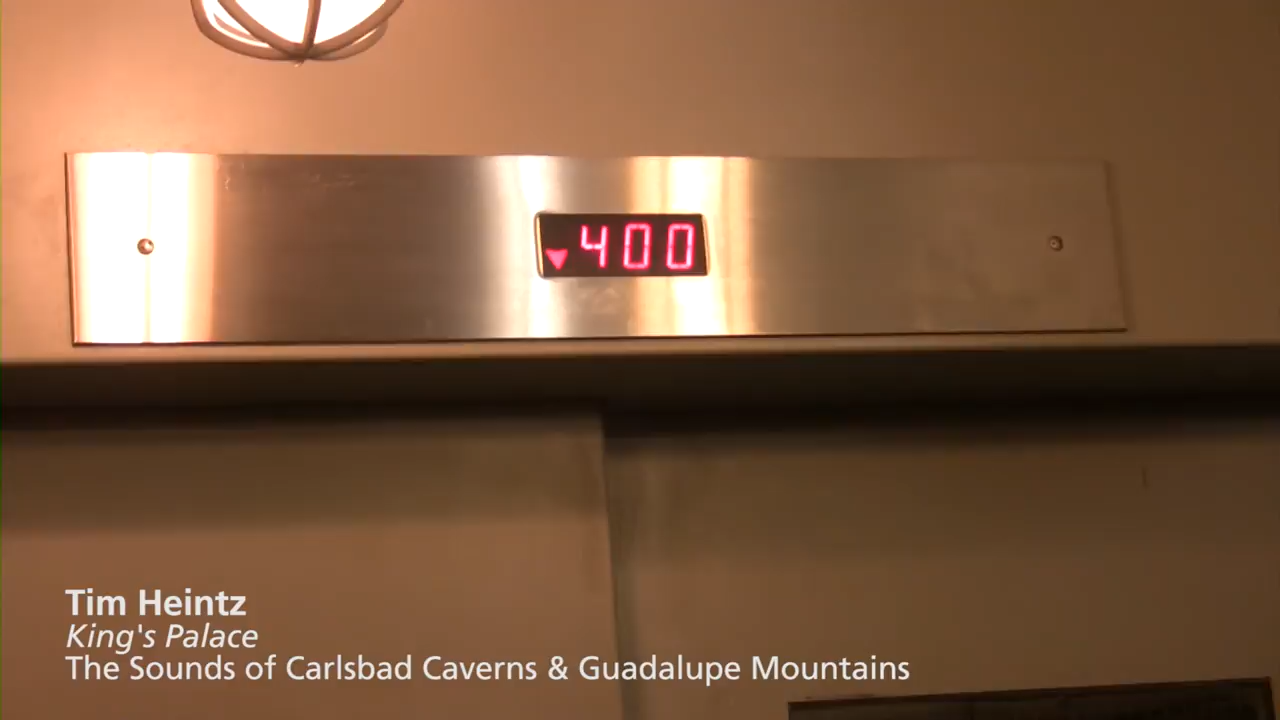 400
Tim Heintz
King's Palace
The Sounds of Carlsbad Caverns & Guadalupe Mountains